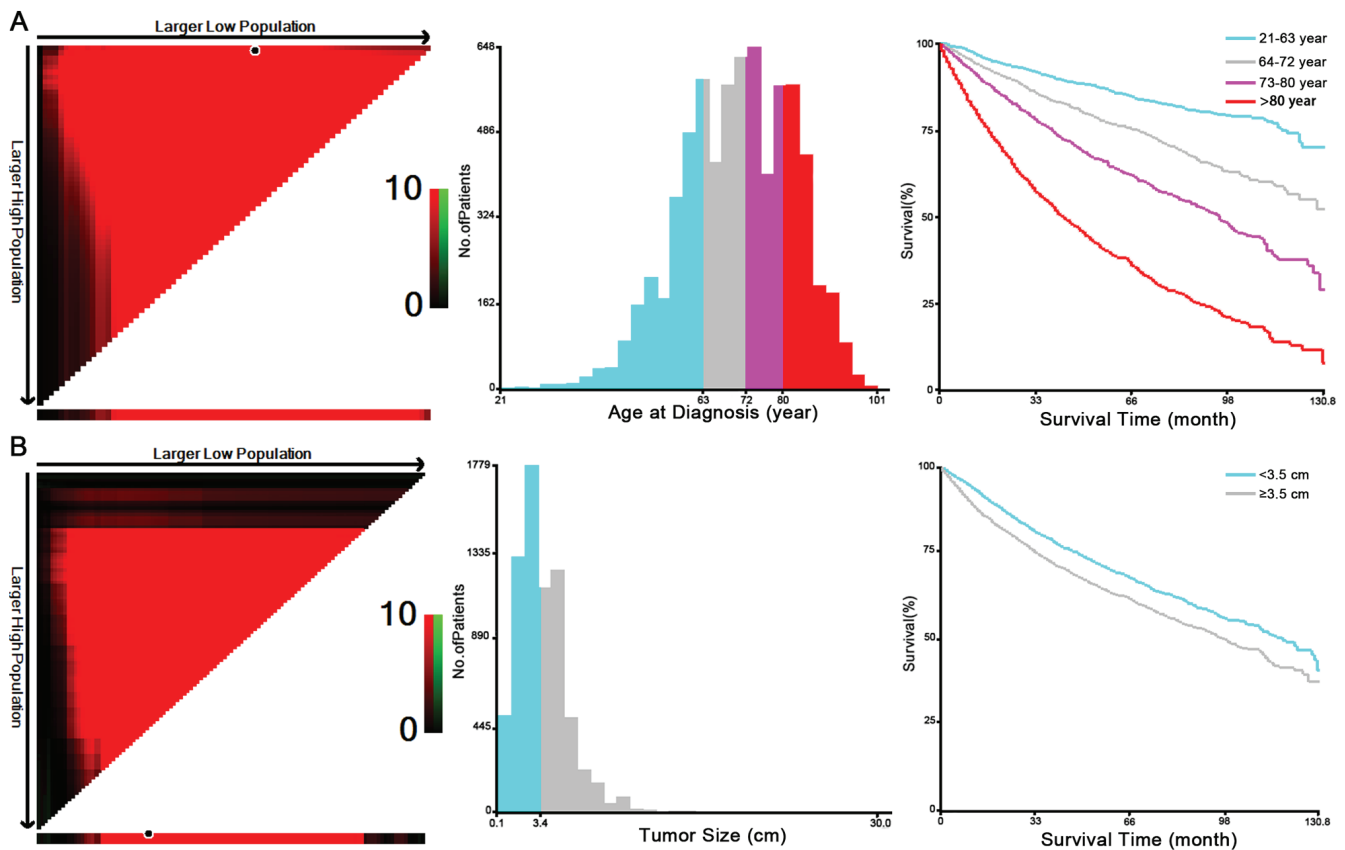 A
Larger Low Population
Larger High Population
10
0
No.ofPatients
648
486
324
162
0
21
63
72
80
101
Age at Diagnosis (year)
Survival(%)
100
75
50
25
0
0
33
66
98
130.8
Survival Time (month)
21-63 year
64-72 year
73-80 year
>80 year
B
Larger Low Population
Larger High Population
10
0
No.ofPatients
1779
1335
890
445
0
0.1
3.4
30.0
Tumor Size (cm)
Survival(%)
100
75
50
25
0
0
33
66
98
130.8
Survival Time (month)
<3.5 cm
≥3.5 cm